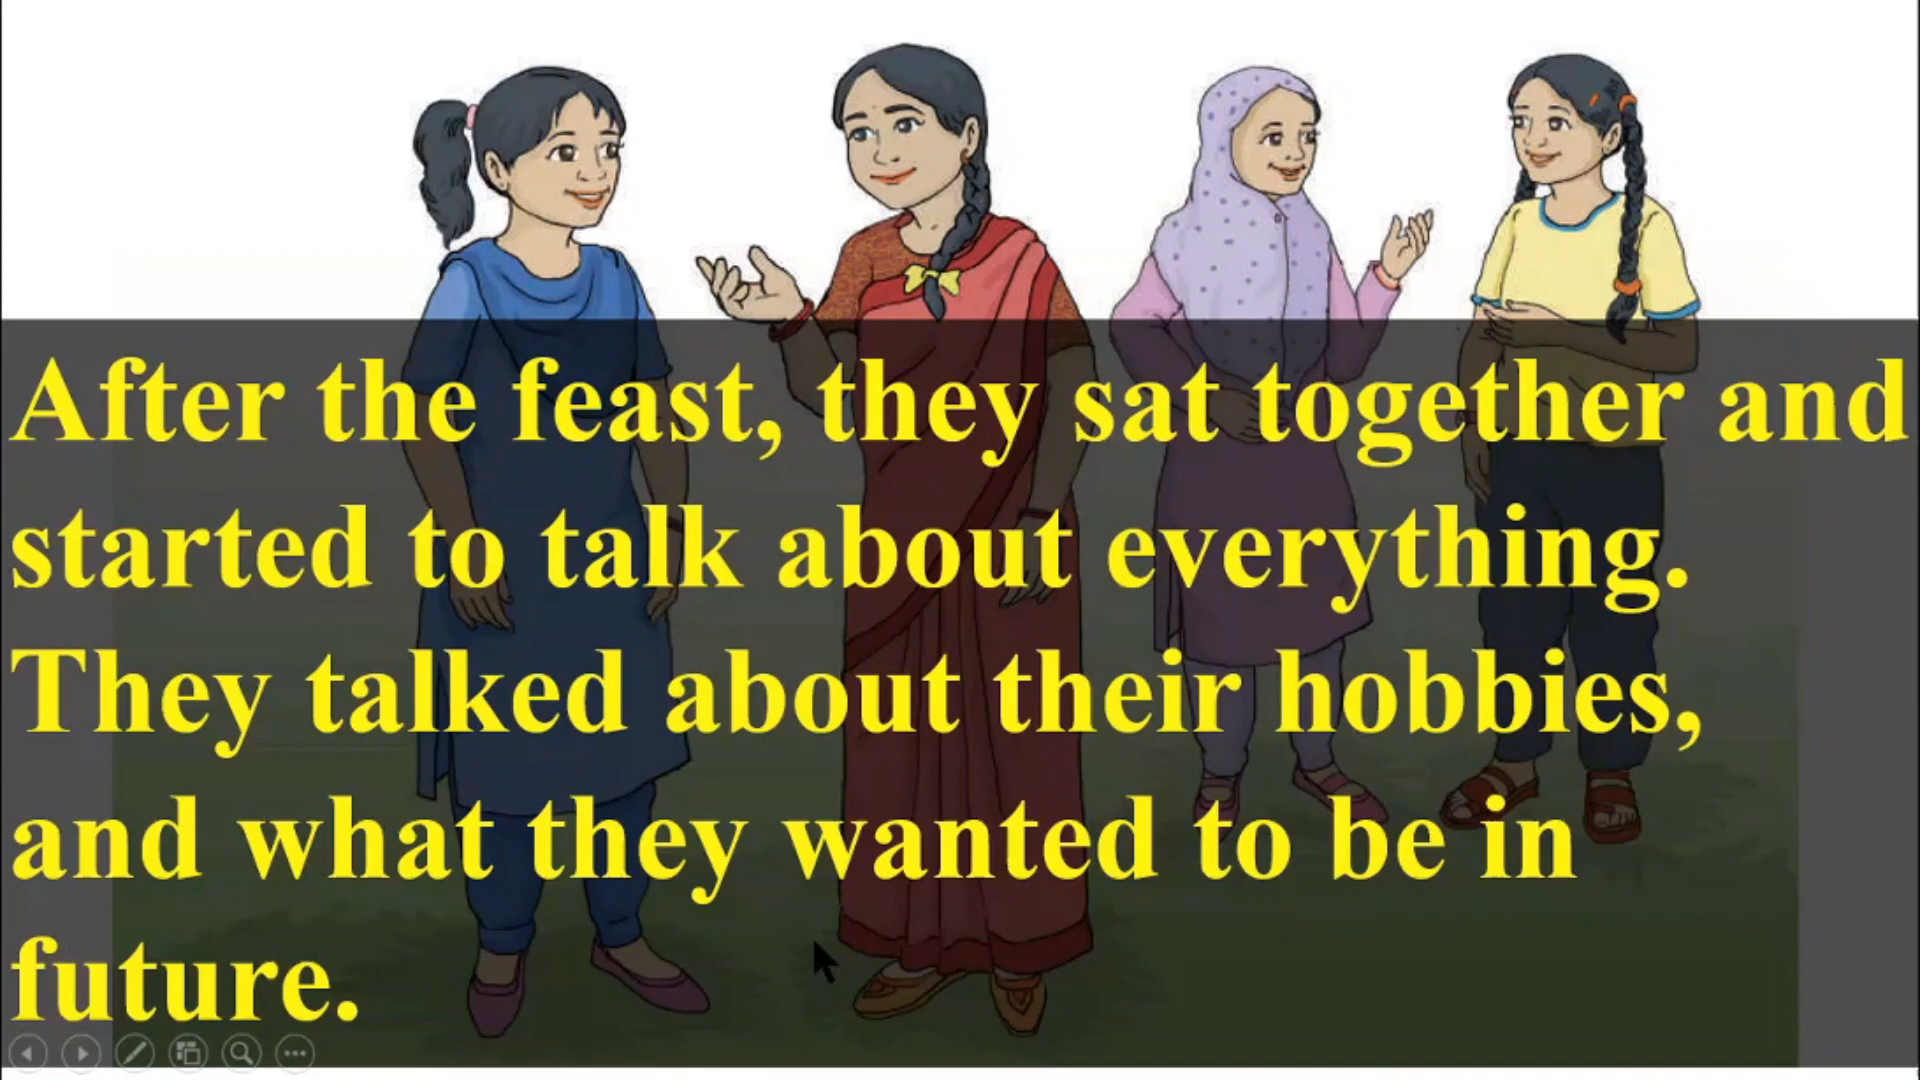 After the feast, they sat together and
started to talk about everything.
They talked about their hobbies,
and what they wanted to be in
future.